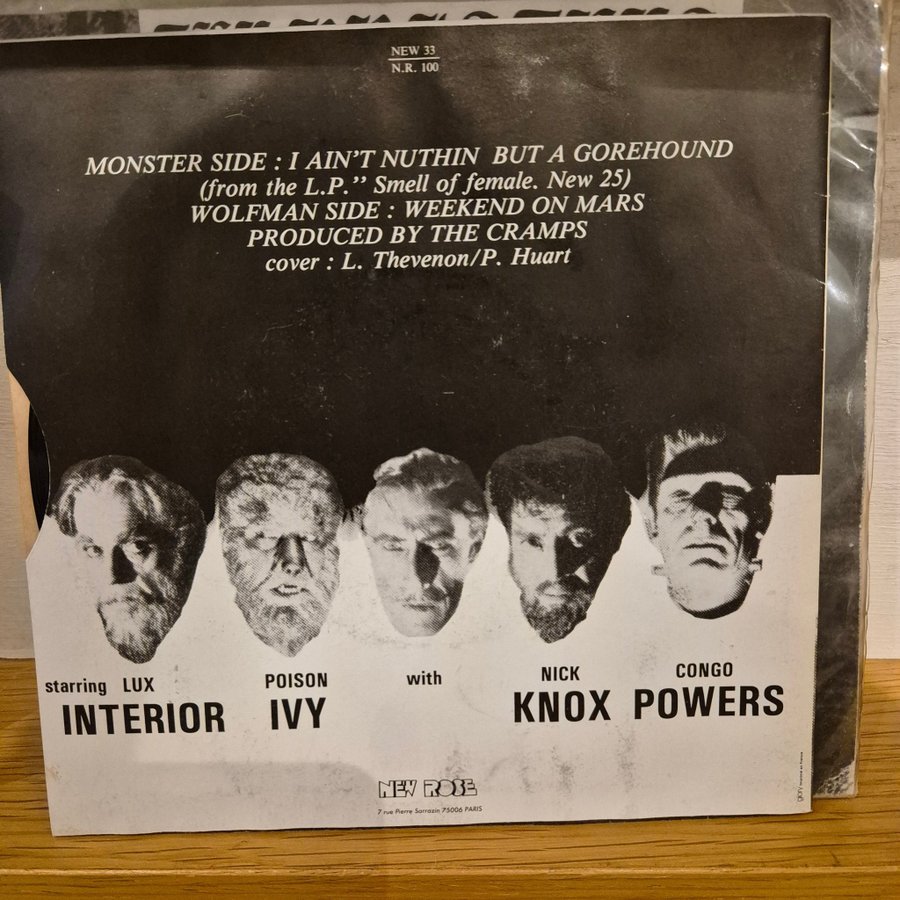 NEW 33
N.R. 100
MONSTER SIDE : I AIN'T NUTHIN BUT A GOREHOUND
(from the L.P.'' Smell of female. New 25)
WOLFMAN SIDE : WEEKEND ON MARS
PRODUCED BY THE CRAMPS
cover : L. Thevenon/P. Huart
starring LUX
INTERIOR
POISON
IVY
with
NICK
KNOX
CONGO
POWERS
NEW ROSE
7 rue Pierre Sarrazin 75006 PARIS